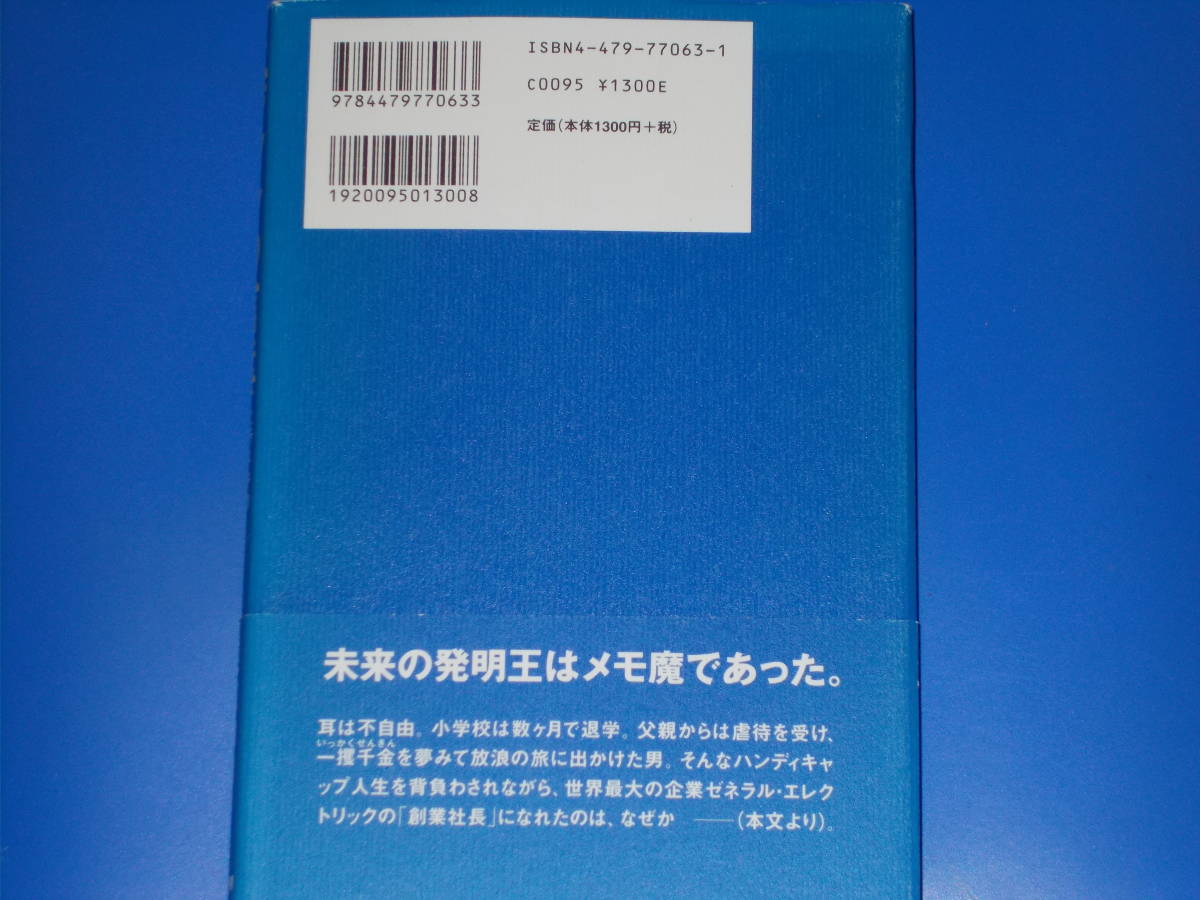 ISBN4-479-77063-1
9784479770633
C0095 ¥1300E
定価(本体1300円+税)
1920095013008
未来の発明王はメモ魔であった。
耳は不自由。小学校は数ヶ月で退学。父親からは虐待を受け、
いっかくせんきん
一攫千金を夢みて放浪の旅に出かけた男。そんなハンディキャ
ップ人生を背負わされながら、世界最大の企業ゼネラル・エレク
トリックの「創業社長」になれたのは、なぜか ——(本文より)。